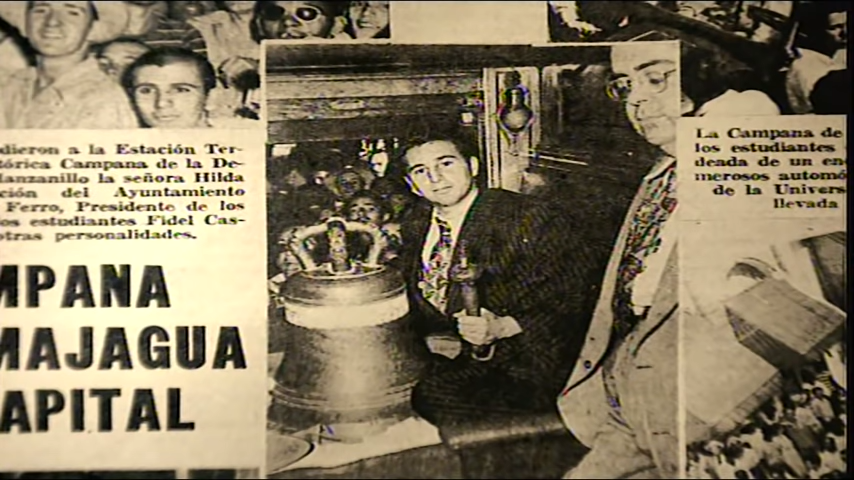 dieron a la Estación Ter-
tórica Campana de la De-
Manzanillo la señora Hilda
ción del Ayuntamiento
Ferro, Presidente de los
os estudiantes Fidel Cas-
otras personalidades.
MPANA
MAJAGUA
APITAL
La Campana de
los estudiantes
deada de un en
merosos automó
de la Univers
llevada